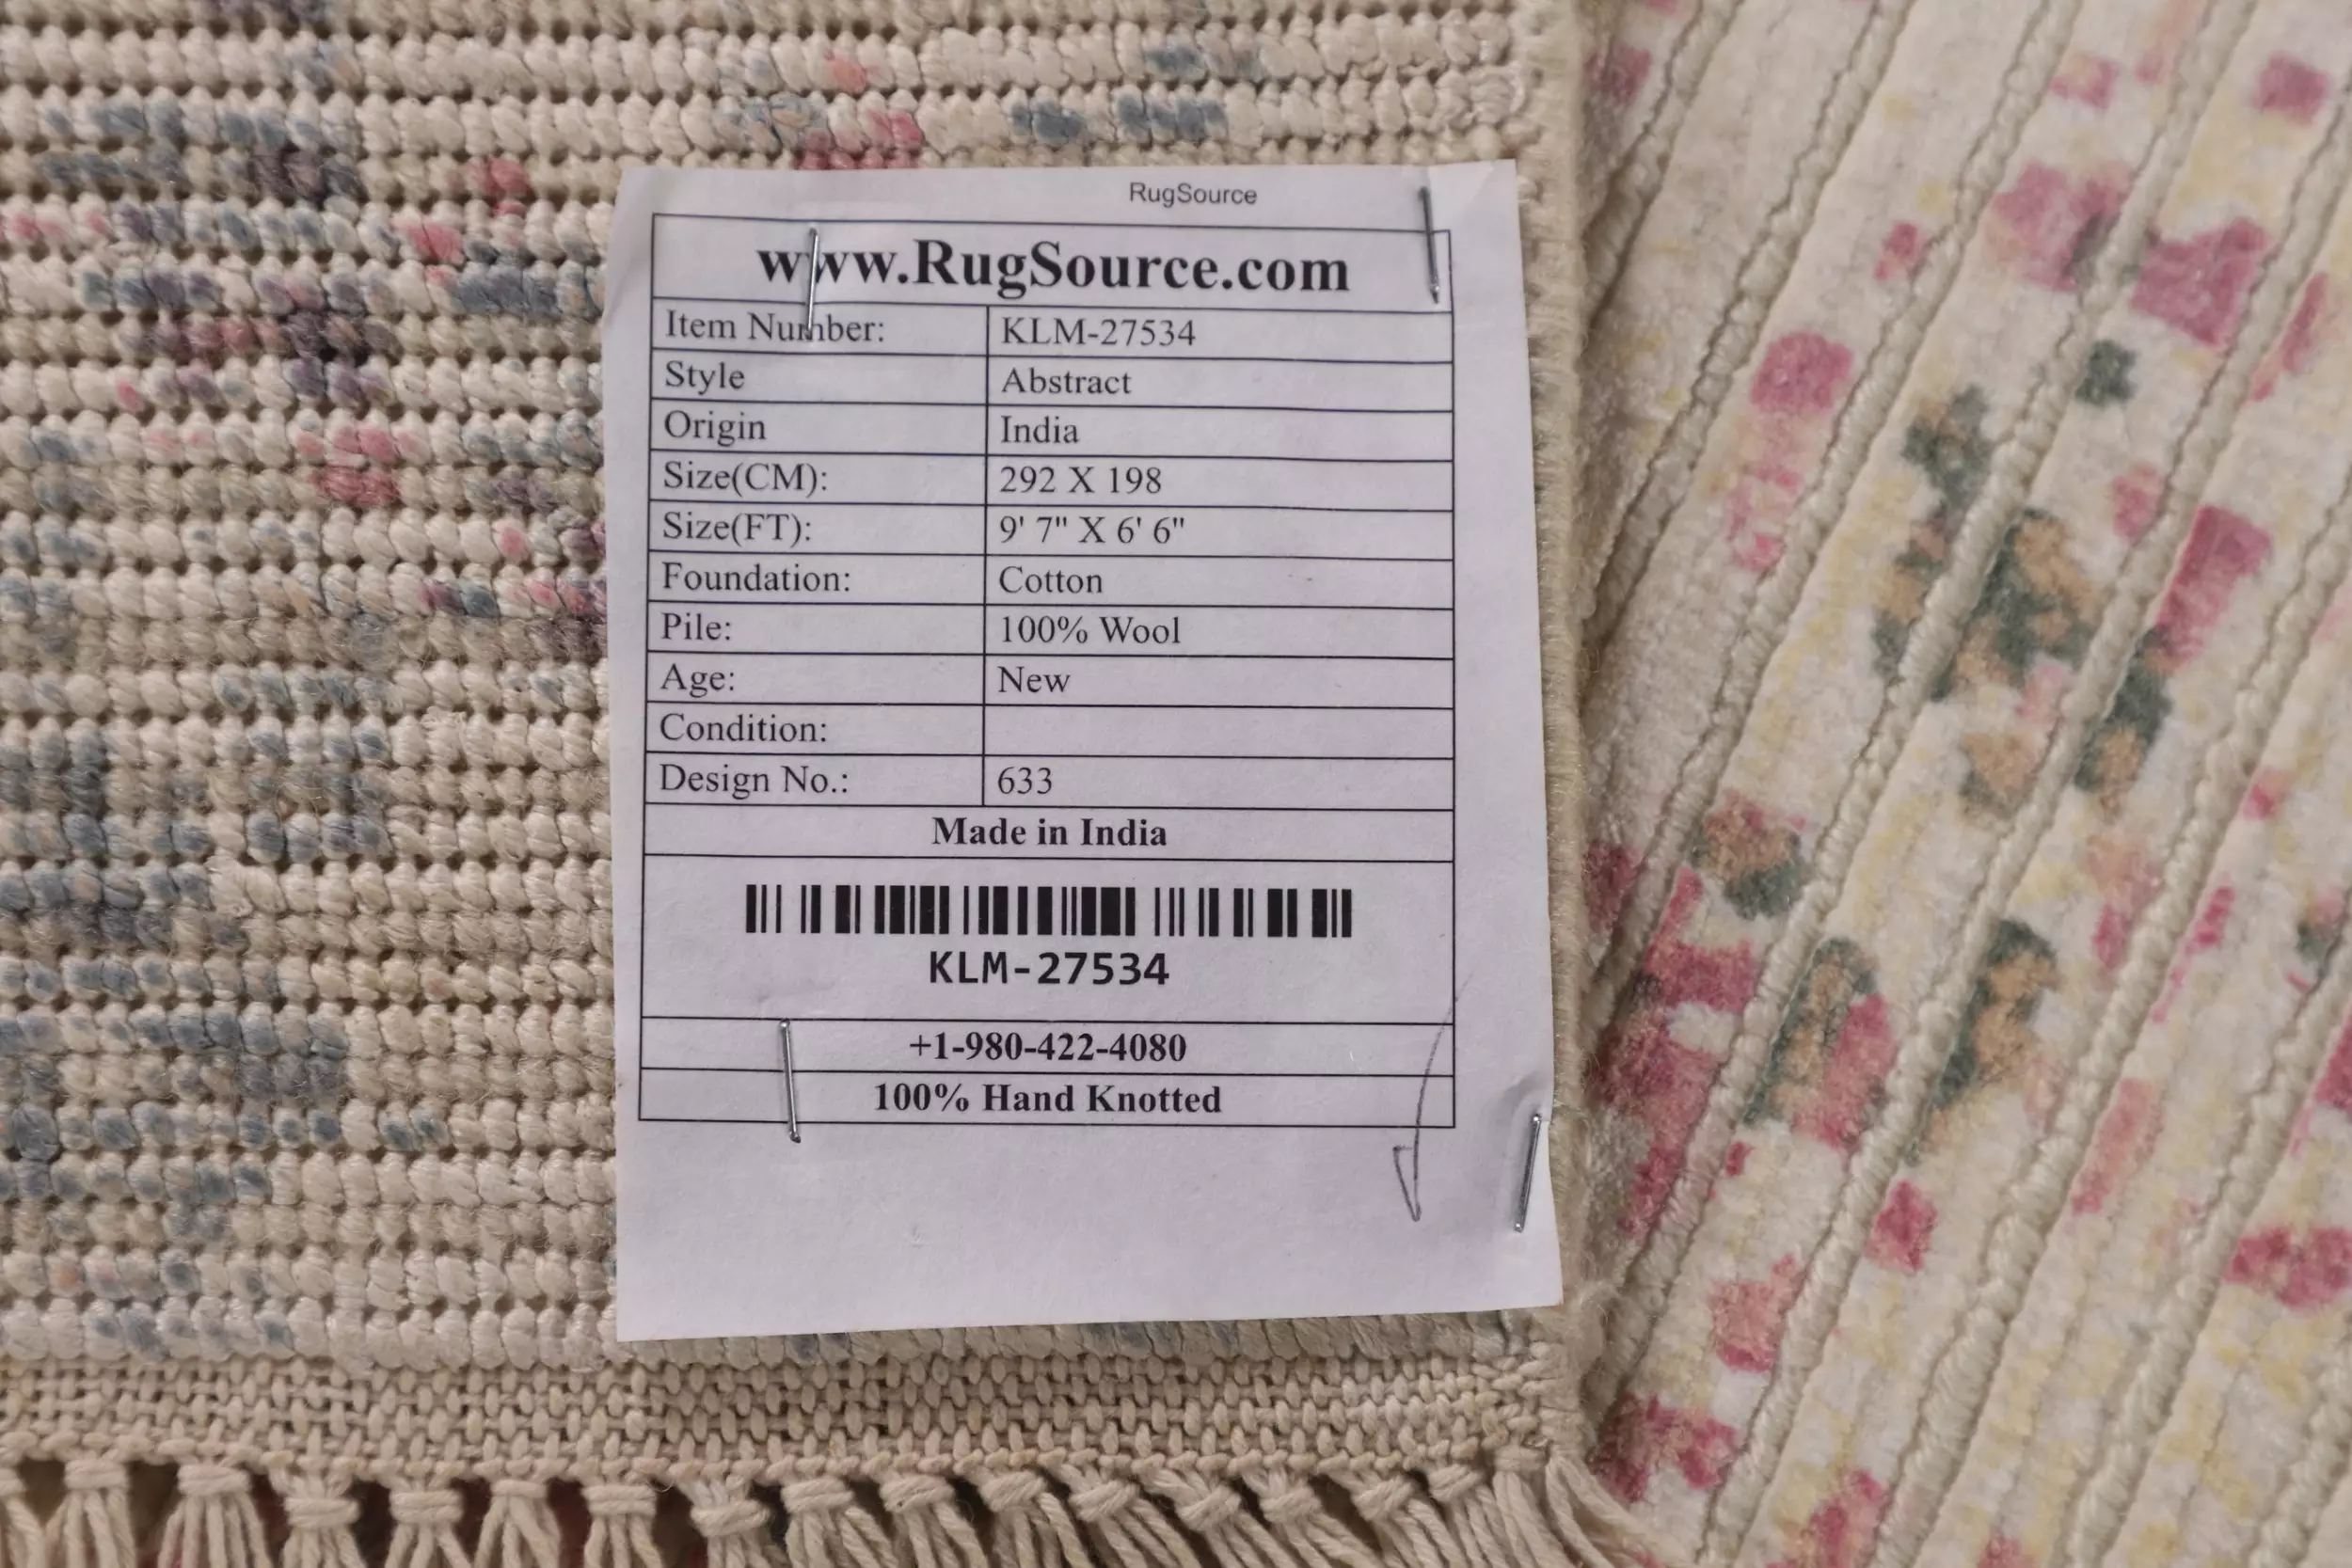 RugSource
www.RugSource.com
Item Number: KLM-27534
Style Abstract
Origin India
Size(CM): 292 X 198
Size(FT): 9' 7" X 6' 6"
Foundation: Cotton
Pile: 100% Wool
Age: New
Condition:
Design No.: 633
Made in India
KLM-27534
+1-980-422-4080
100% Hand Knotted